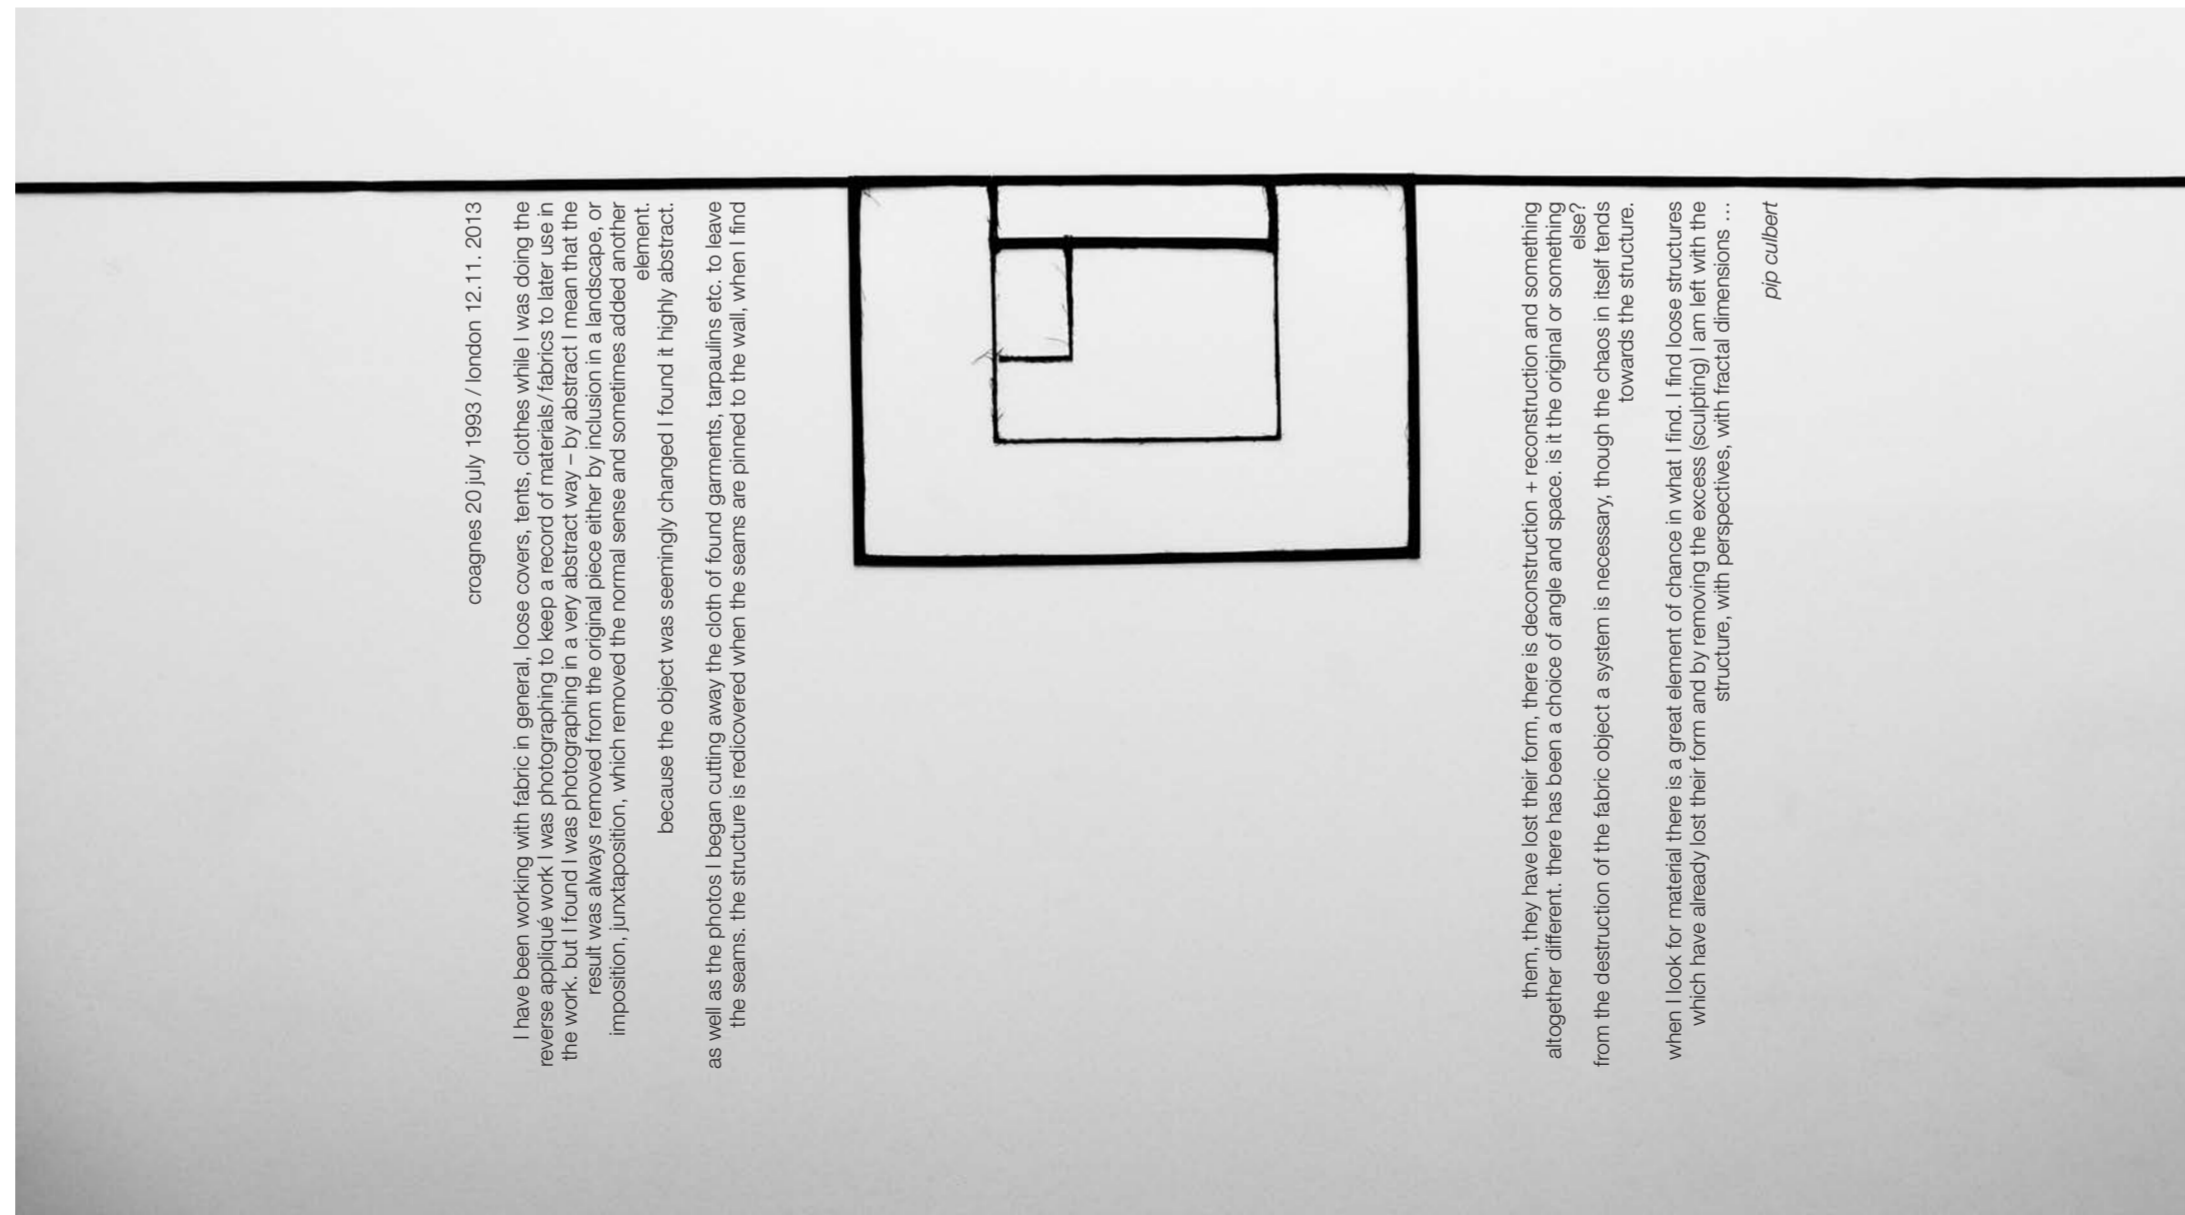 croagnes 20 july 1993 / london 12.11. 2013
I have been working with fabric in general, loose covers, tents, clothes while I was doing the
reverse appliqué work I was photographing to keep a record of materials/fabrics to later use in
the work. but I found I was photographing in a very abstract way – by abstract I mean that the
result was always removed from the original piece either by inclusion in a landscape, or
imposition, junxtaposition, which removed the normal sense and sometimes added another
element.
because the object was seemingly changed I found it highly abstract.
as well as the photos I began cutting away the cloth of found garments, tarpaulins etc. to leave
the seams. the structure is redicovered when the seams are pinned to the wall, when I find
them, they have lost their form, there is deconstruction + reconstruction and something
altogether different. there has been a choice of angle and space. is it the original or something
else?
from the destruction of the fabric object a system is necessary, though the chaos in itself tends
towards the structure.
when I look for material there is a great element of chance in what I find. I find loose structures
which have already lost their form and by removing the excess (sculpting) I am left with the
structure, with perspectives, with fractal dimensions …
pip culbert